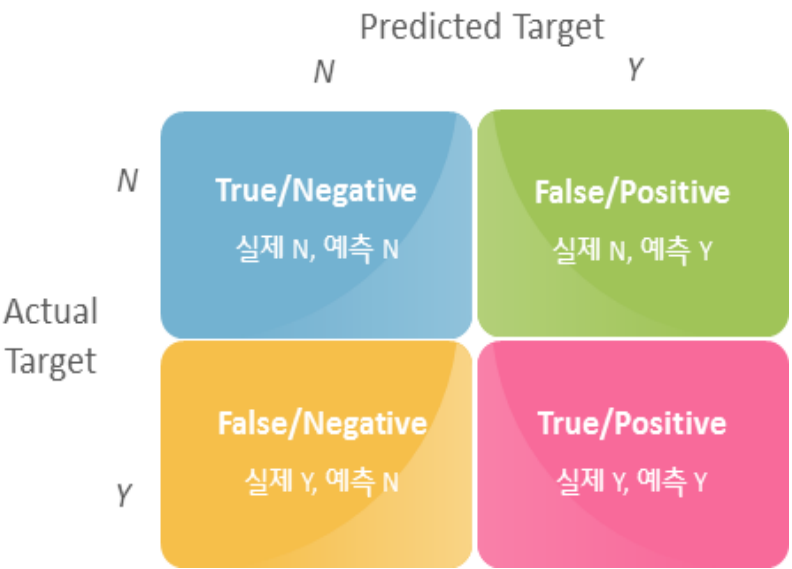 Predicted Target
N
Y
N
True/Negative
실제 N, 예측 N
False/Positive
실제 N, 예측 Y
Actual
Target
Y
False/Negative
실제 Y, 예측 N
True/Positive
실제 Y, 예측 Y